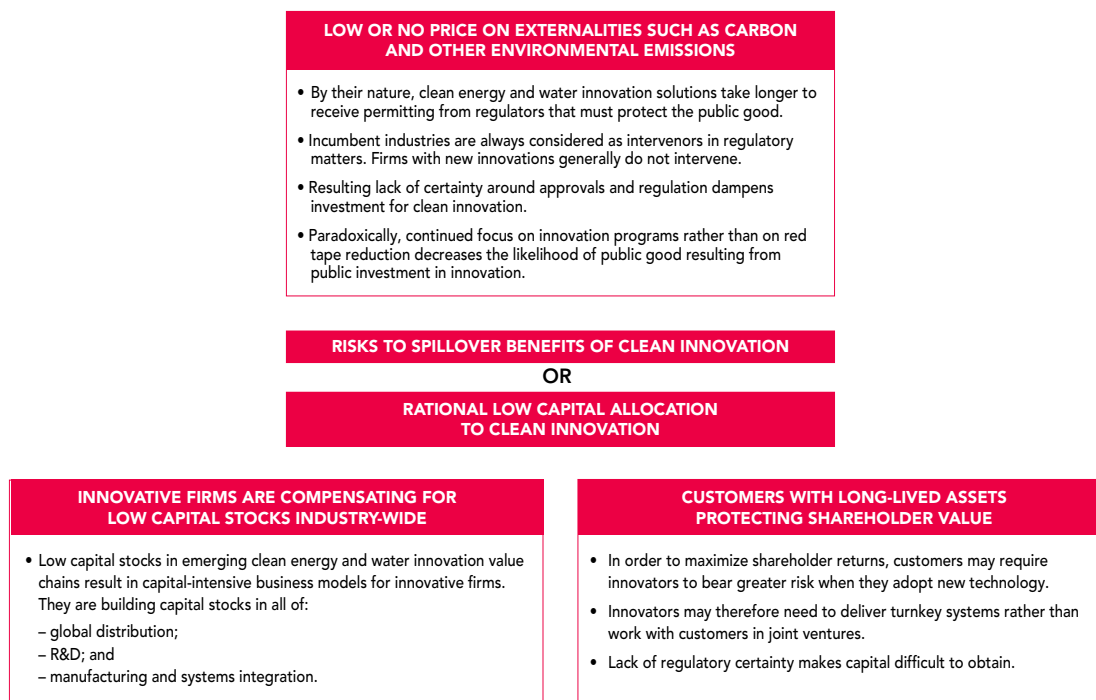 LOW OR NO PRICE ON EXTERNALITIES SUCH AS CARBON
AND OTHER ENVIRONMENTAL EMISSIONS
• By their nature, clean energy and water innovation solutions take longer to
receive permitting from regulators that must protect the public good.
• Incumbent industries are always considered as intervenors in regulatory
matters. Firms with new innovations generally do not intervene.
• Resulting lack of certainty around approvals and regulation dampens
investment for clean innovation.
• Paradoxically, continued focus on innovation programs rather than on red
tape reduction decreases the likelihood of public good resulting from
public investment in innovation.
RISKS TO SPILLOVER BENEFITS OF CLEAN INNOVATION
OR
RATIONAL LOW CAPITAL ALLOCATION
TO CLEAN INNOVATION
INNOVATIVE FIRMS ARE COMPENSATING FOR
LOW CAPITAL STOCKS INDUSTRY-WIDE
• Low capital stocks in emerging clean energy and water innovation value
chains result in capital-intensive business models for innovative firms.
They are building capital stocks in all of:
– global distribution;
– R&D; and
– manufacturing and systems integration.
CUSTOMERS WITH LONG-LIVED ASSETS
PROTECTING SHAREHOLDER VALUE
• In order to maximize shareholder returns, customers may require
innovators to bear greater risk when they adopt new technology.
• Innovators may therefore need to deliver turnkey systems rather than
work with customers in joint ventures.
• Lack of regulatory certainty makes capital difficult to obtain.